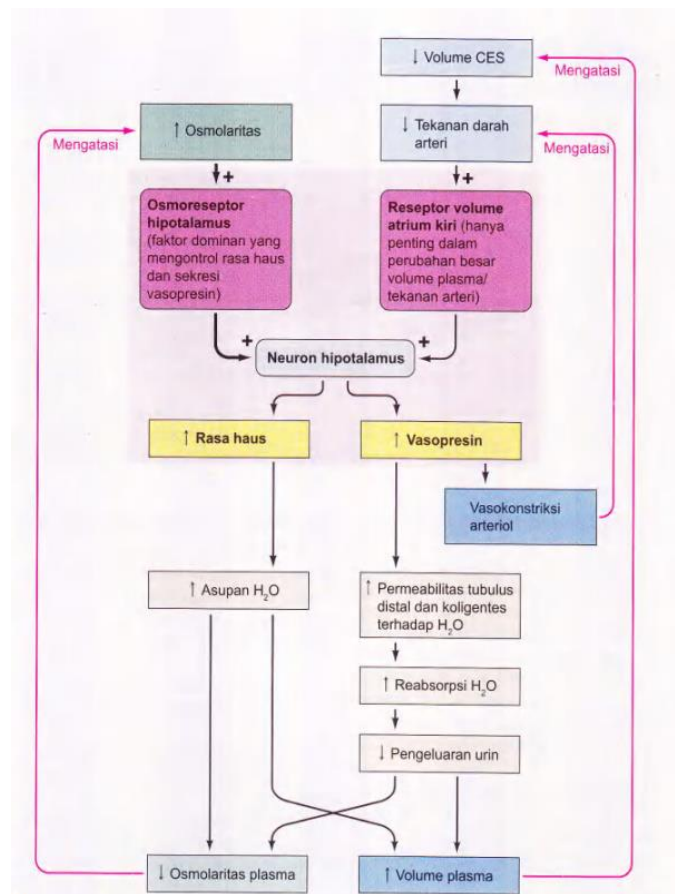 ↓ Volume CES
Mengatasi
↑ Osmolaritas
Mengatasi
↓ Tekanan darah
arteri
Mengatasi
+
+
Osmoreseptor
hipotalamus
(faktor dominan yang
mengontrol rasa haus
dan sekresi
vasopresin)
Reseptor volume
atrium kiri (hanya
penting dalam
perubahan besar
volume plasma/
tekanan arteri)
+
+
Neuron hipotalamus
↑ Rasa haus
↑ Vasopresin
Vasokonstriksi
arteriol
↑ Asupan H₂O
↑ Permeabilitas tubulus
distal dan koligentes
terhadap H₂O
↑ Reabsorpsi H₂O
↓ Pengeluaran urin
↓ Osmolaritas plasma
↑ Volume plasma